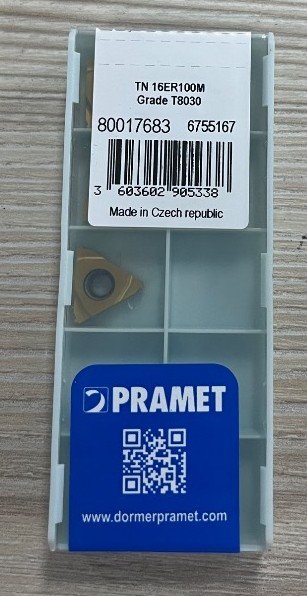 TN 16ER100M
Grade T8030
80017683 6755167
3 603602 905338
Made in Czech republic
PRAMET
www.dormerpramet.com